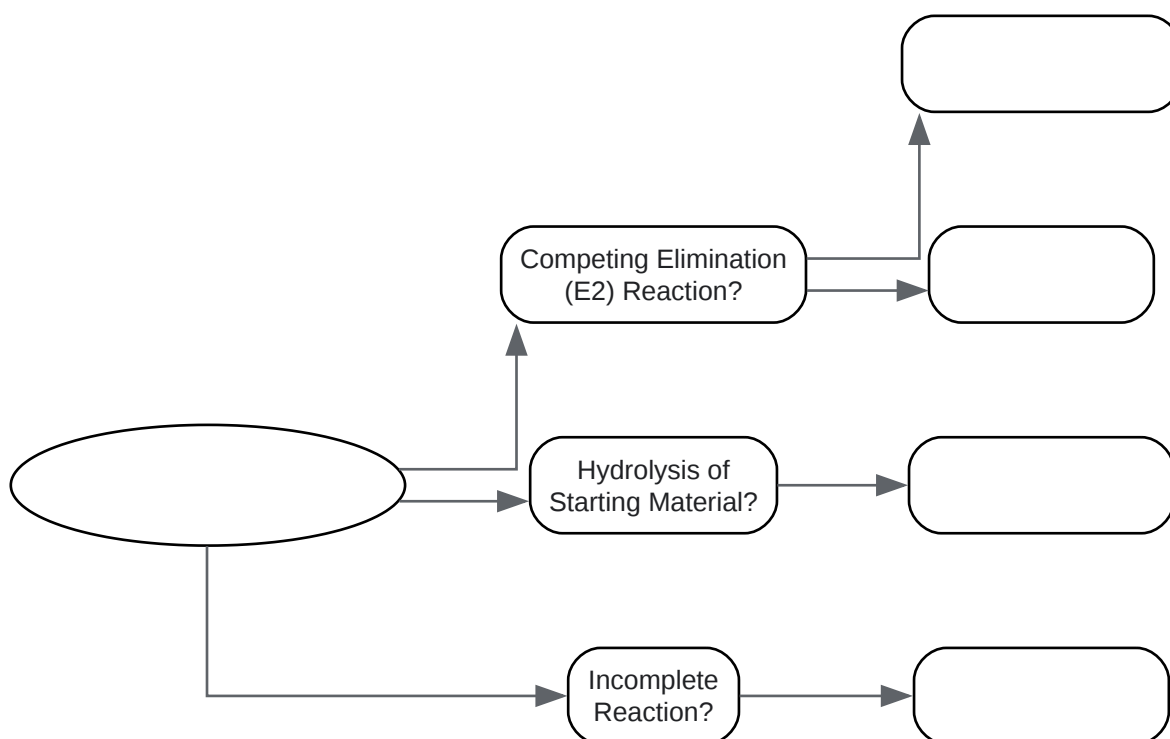 Competing Elimination
(E2) Reaction?
Hydrolysis of
Starting Material?
Incomplete
Reaction?